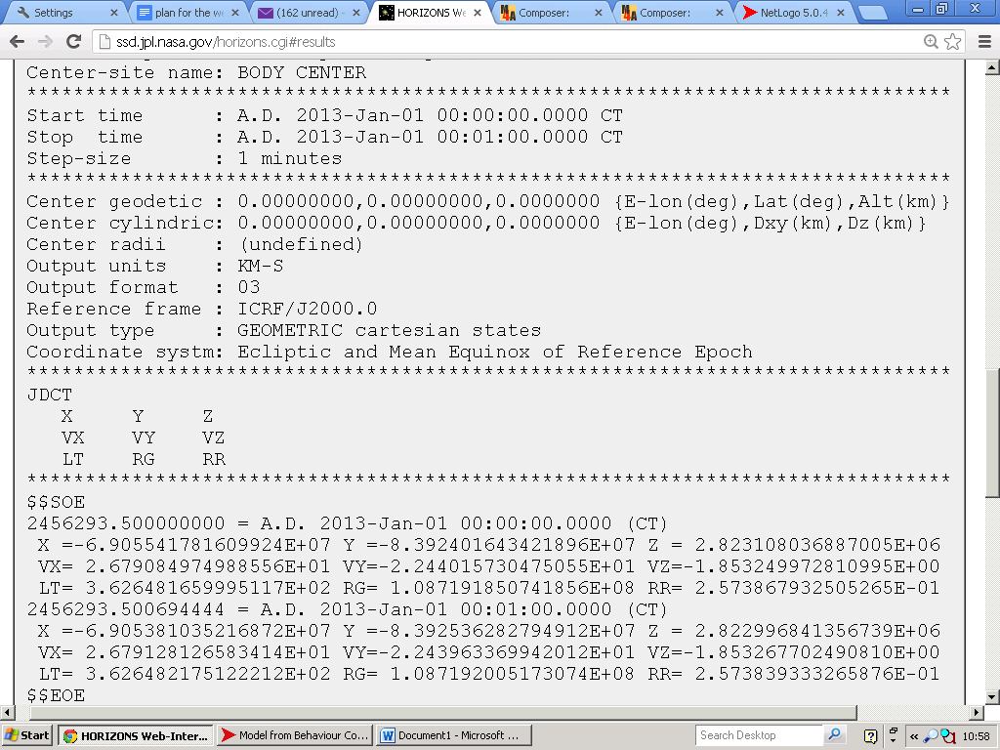 Settings
plan for the we
(162 unread) -
HORIZONS We
Composer:
Composer:
NetLogo 5.0.4
ssd.jpl.nasa.gov/horizons.cgi#results
Center-site name: BODY CENTER
*******************************************************************************
Start time      : A.D. 2013-Jan-01 00:00:00.0000 CT
Stop  time      : A.D. 2013-Jan-01 00:01:00.0000 CT
Step-size       : 1 minutes
*******************************************************************************
Center geodetic : 0.00000000,0.00000000,0.0000000 {E-lon(deg),Lat(deg),Alt(km)}
Center cylindric: 0.00000000,0.00000000,0.0000000 {E-lon(deg),Dxy(km),Dz(km)}
Center radii    : (undefined)
Output units    : KM-S
Output format   : 03
Reference frame : ICRF/J2000.0
Output type     : GEOMETRIC cartesian states
Coordinate systm: Ecliptic and Mean Equinox of Reference Epoch
*******************************************************************************
JDCT
   X     Y     Z
   VX    VY    VZ
   LT    RG    RR
*******************************************************************************
$$SOE
2456293.500000000 = A.D. 2013-Jan-01 00:00:00.0000 (CT)
 X =-6.905541781609924E+07 Y =-8.392401643421896E+07 Z = 2.823108036887005E+06
 VX= 2.679084974988556E+01 VY=-2.244015730475055E+01 VZ=-1.853249972810995E+00
 LT= 3.626481659995117E+02 RG= 1.087191850741856E+08 RR= 2.573867932505265E-01
2456293.500694444 = A.D. 2013-Jan-01 00:01:00.0000 (CT)
 X =-6.905381035216872E+07 Y =-8.392536282794912E+07 Z = 2.822996841356739E+06
 VX= 2.679128126583414E+01 VY=-2.243963369942012E+01 VZ=-1.853267702490810E+00
 LT= 3.626482175122212E+02 RG= 1.087192005173074E+08 RR= 2.573839333265876E-01
$$EOE
Start
HORIZONS Web-Inter...
Model from Behaviour Co...
Document1 - Microsoft ...
Search Desktop
10:58